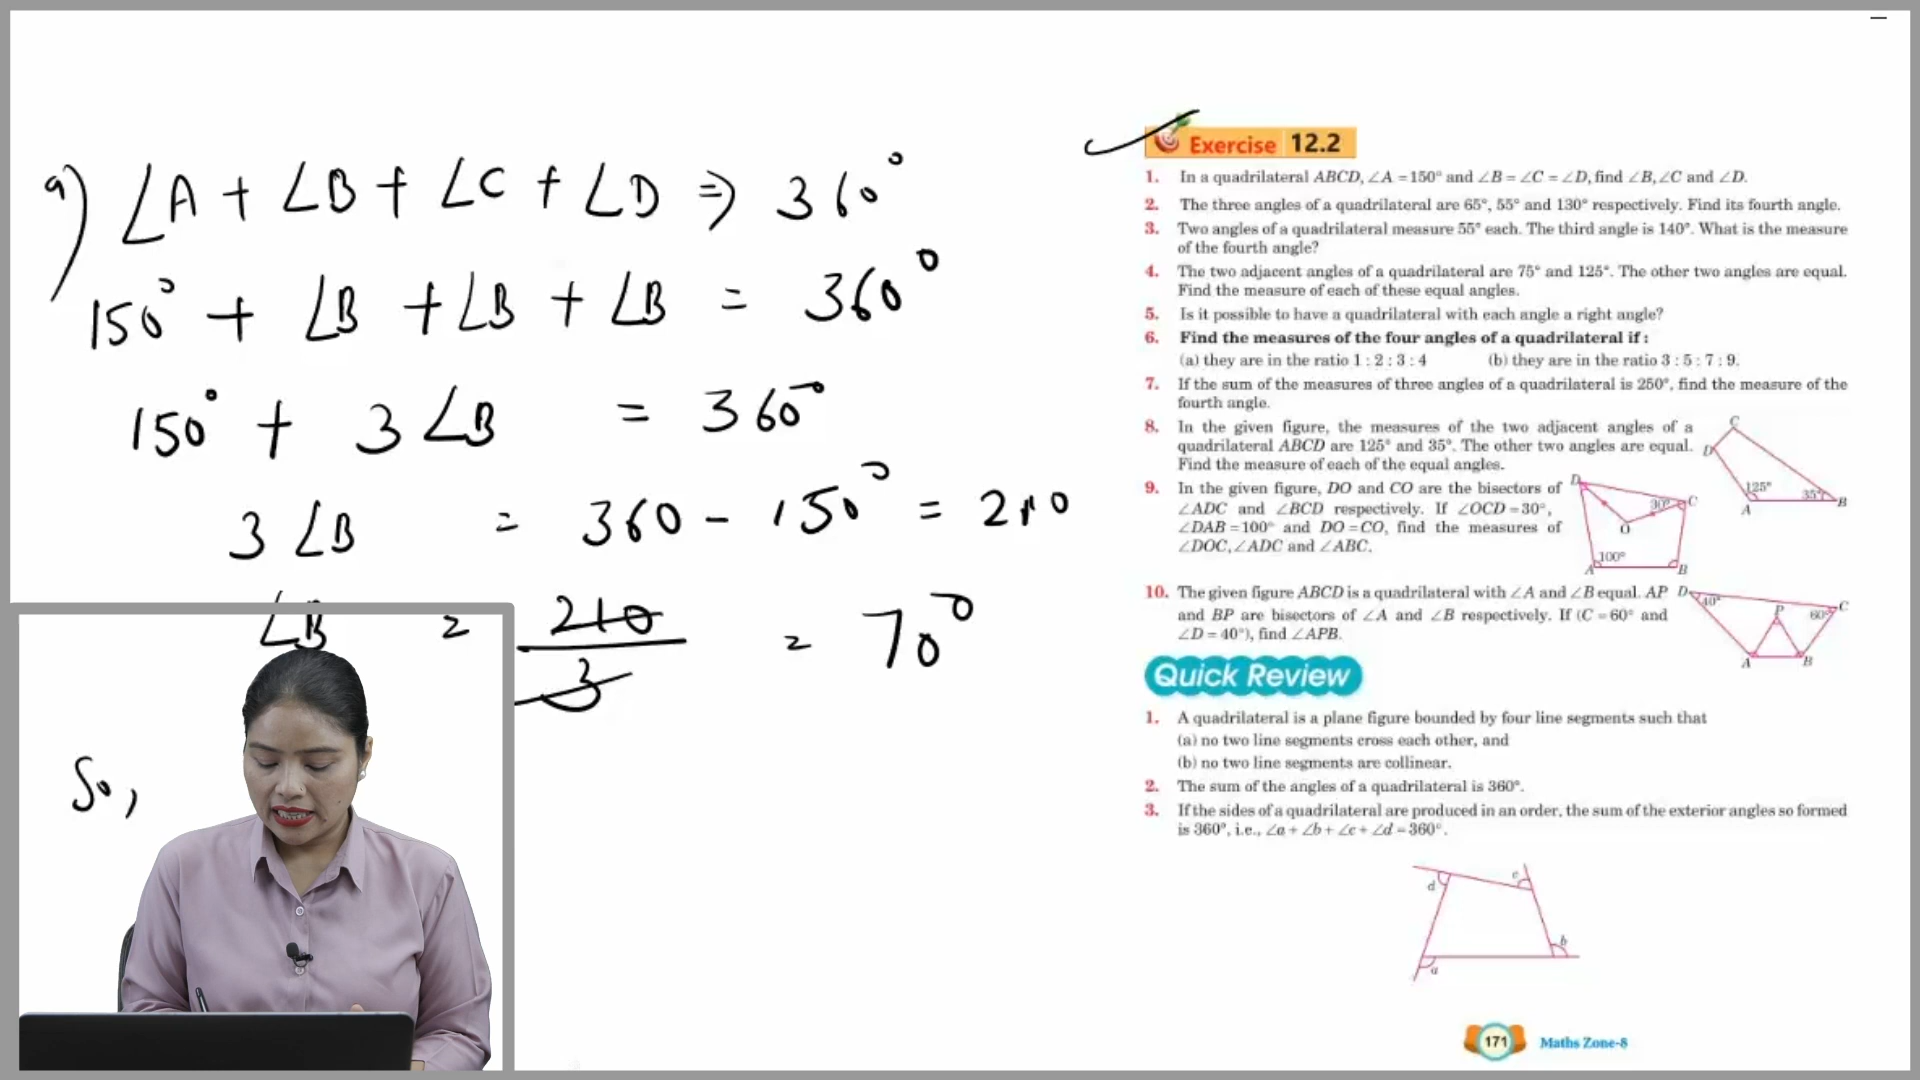 a) ∠A + ∠B + ∠C + ∠D ⇒ 360°
150° + ∠B + ∠B + ∠B = 360°
150° + 3∠B = 360°
3∠B = 360 - 150° = 210
∠B = 210/3 = 70°
So,
Exercise 12.2
1. In a quadrilateral ABCD, ∠A = 150° and ∠B = ∠C = ∠D, find ∠B, ∠C and ∠D.
2. The three angles of a quadrilateral are 65°, 55° and 130° respectively. Find its fourth angle.
3. Two angles of a quadrilateral measure 55° each. The third angle is 140°. What is the measure
of the fourth angle?
4. The two adjacent angles of a quadrilateral are 75° and 125°. The other two angles are equal.
Find the measure of each of these equal angles.
5. Is it possible to have a quadrilateral with each angle a right angle?
6. Find the measures of the four angles of a quadrilateral if :
(a) they are in the ratio 1 : 2 : 3 : 4 (b) they are in the ratio 3 : 5 : 7 : 9.
7. If the sum of the measures of three angles of a quadrilateral is 250°, find the measure of the
fourth angle.
8. In the given figure, the measures of the two adjacent angles of a
quadrilateral ABCD are 125° and 35°. The other two angles are equal.
Find the measure of each of the equal angles.
C
D
125°
35°
A
B
9. In the given figure, DO and CO are the bisectors of
∠ADC and ∠BCD respectively. If ∠OCD = 30°,
∠DAB = 100° and DO = CO, find the measures of
∠DOC, ∠ADC and ∠ABC.
D
30°
C
O
100°
A
B
10. The given figure ABCD is a quadrilateral with ∠A and ∠B equal. AP
and BP are bisectors of ∠A and ∠B respectively. If (C = 60° and
∠D = 40°), find ∠APB.
D
40°
P
60°
C
A
B
Quick Review
1. A quadrilateral is a plane figure bounded by four line segments such that
(a) no two line segments cross each other, and
(b) no two line segments are collinear.
2. The sum of the angles of a quadrilateral is 360°.
3. If the sides of a quadrilateral are produced in an order, the sum of the exterior angles so formed
is 360°, i.e., ∠a + ∠b + ∠c + ∠d = 360°.
d
c
b
a
171 Maths Zone-8